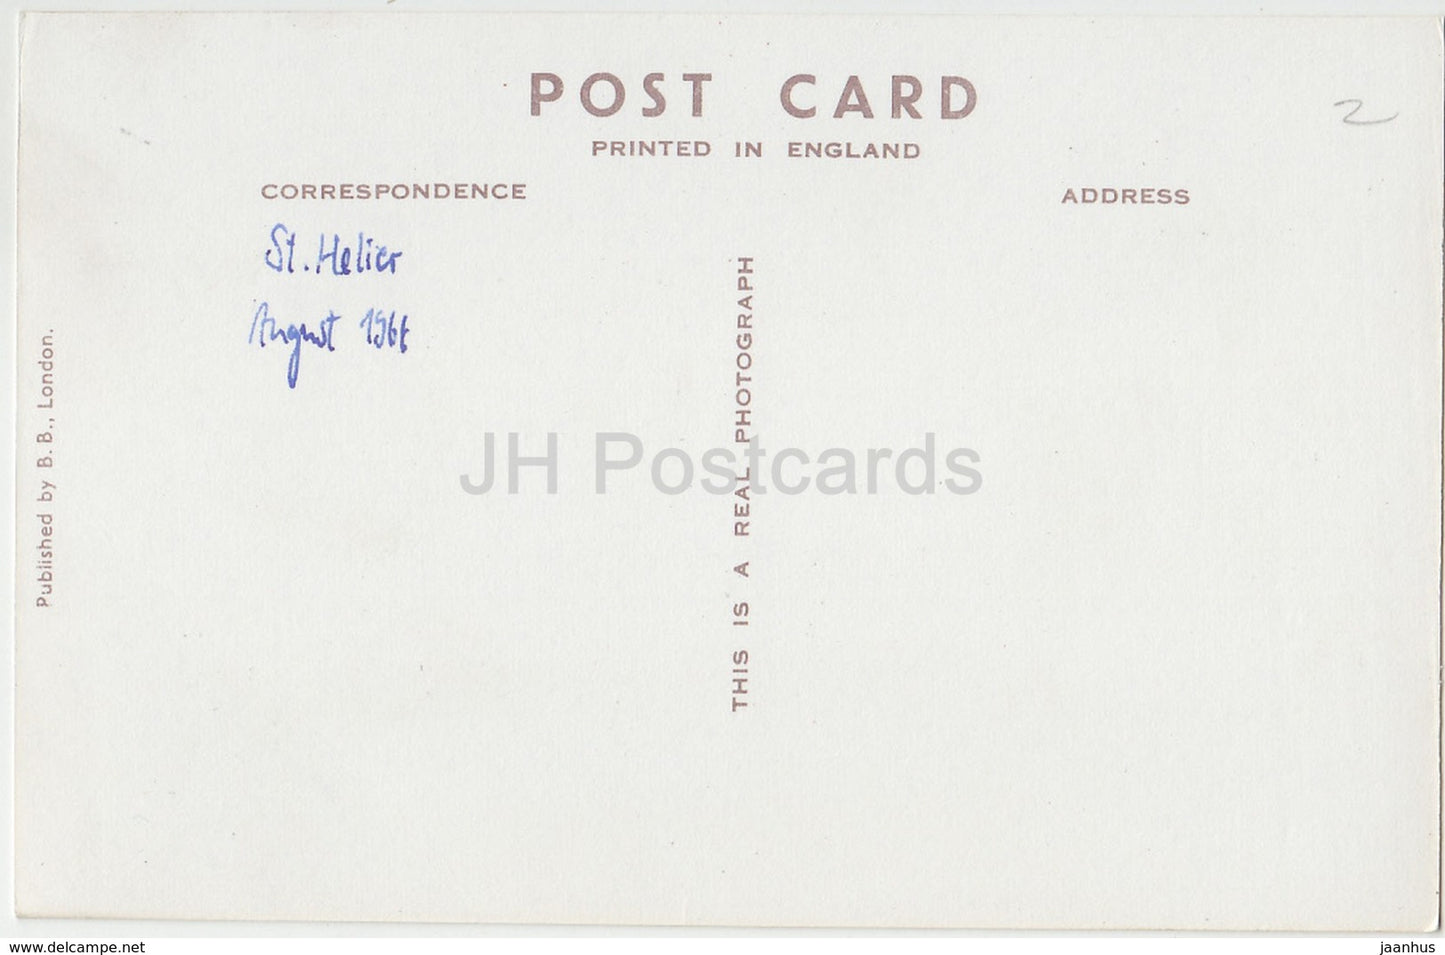 POST CARD
PRINTED IN ENGLAND
2
CORRESPONDENCE
ADDRESS
St. Helier
August 1966
THIS IS A REAL PHOTOGRAPH
Published by B. B., London.
JH Postcards
www.delcampe.net
jaanhus